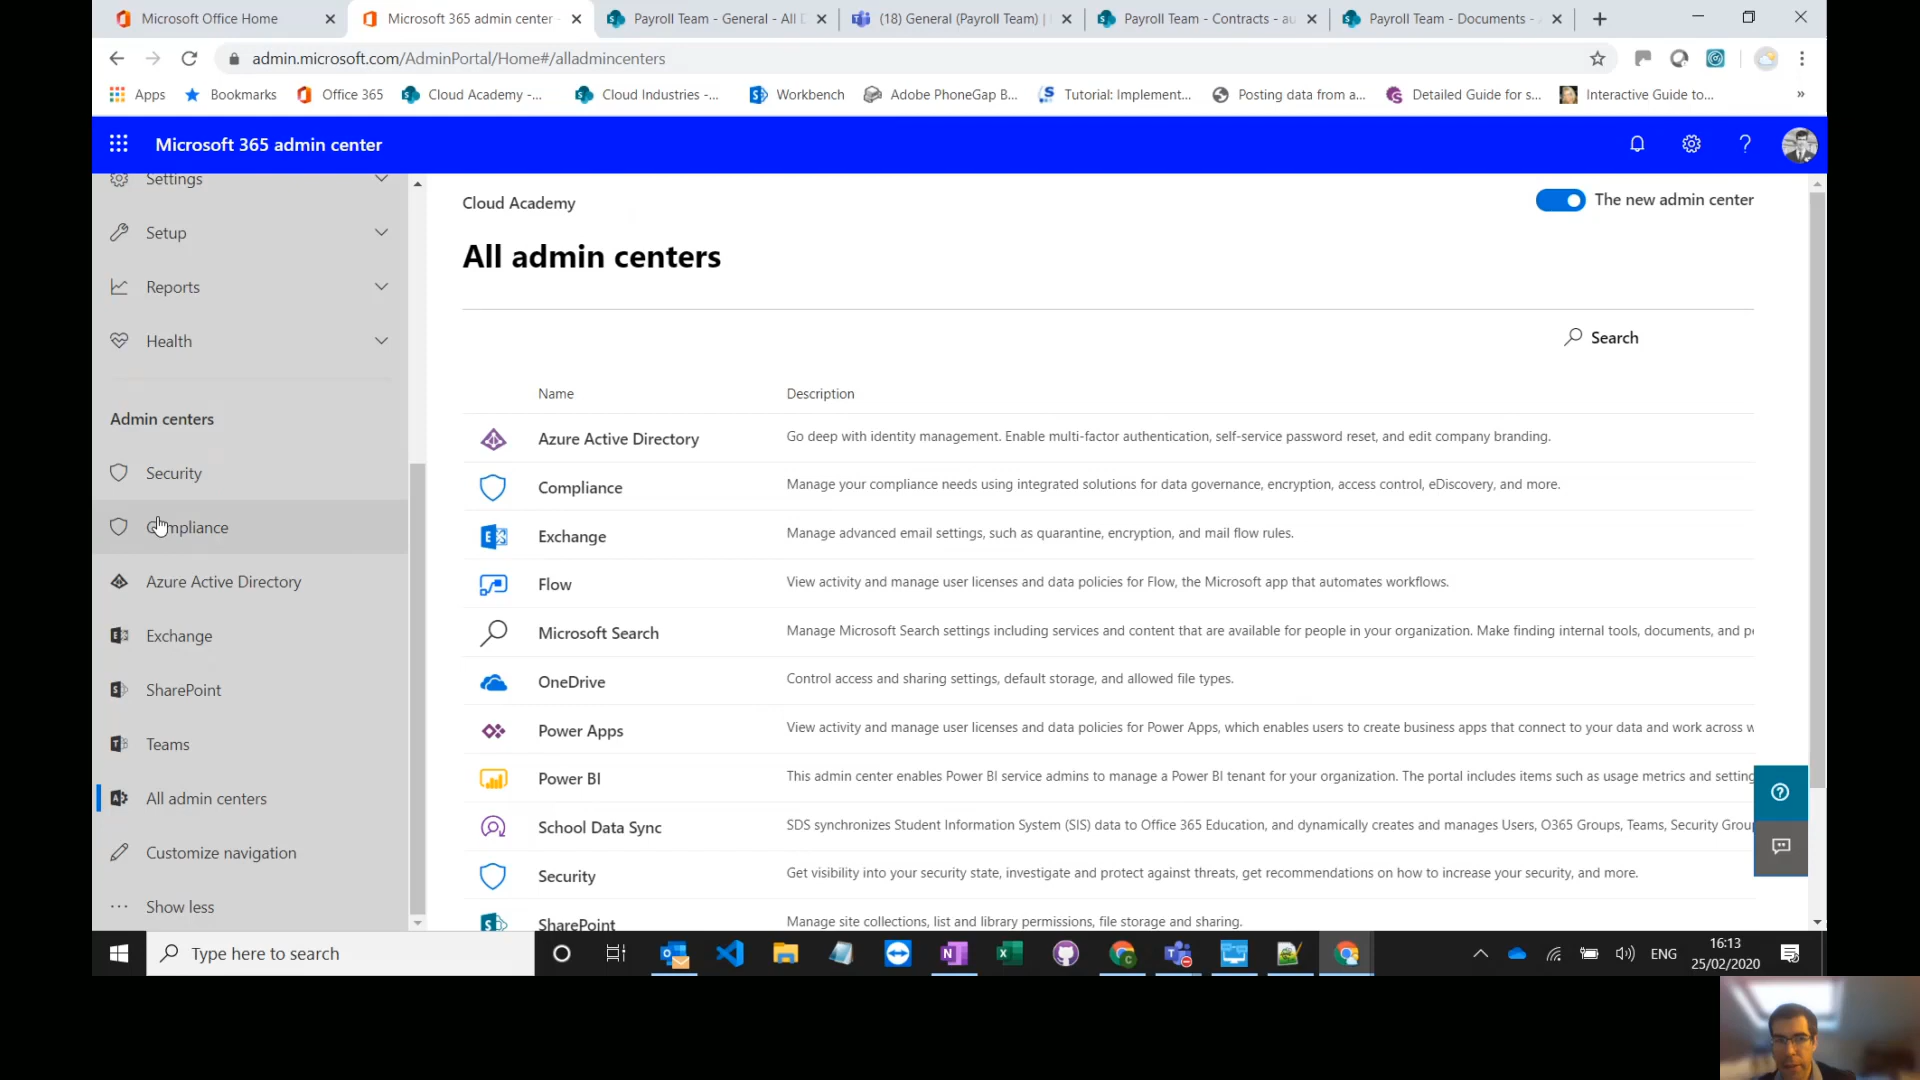 Microsoft Office Home
Microsoft 365 admin center
Payroll Team - General - All D
(18) General (Payroll Team) |
Payroll Team - Contracts - au
Payroll Team - Documents -
admin.microsoft.com/AdminPortal/Home#/alladmincenters
Apps
Bookmarks
Office 365
Cloud Academy -...
Cloud Industries -...
Workbench
Adobe PhoneGap B...
Tutorial: Implement...
Posting data from a...
Detailed Guide for s...
Interactive Guide to...
»
Microsoft 365 admin center
Settings
Setup
Reports
Health
Admin centers
Security
Compliance
Azure Active Directory
Exchange
SharePoint
Teams
All admin centers
Customize navigation
Show less
Cloud Academy
The new admin center
All admin centers
Search
Name Description
Azure Active Directory Go deep with identity management. Enable multi-factor authentication, self-service password reset, and edit company branding.
Compliance Manage your compliance needs using integrated solutions for data governance, encryption, access control, eDiscovery, and more.
Exchange Manage advanced email settings, such as quarantine, encryption, and mail flow rules.
Flow View activity and manage user licenses and data policies for Flow, the Microsoft app that automates workflows.
Microsoft Search Manage Microsoft Search settings including services and content that are available for people in your organization. Make finding internal tools, documents, and pe
OneDrive Control access and sharing settings, default storage, and allowed file types.
Power Apps View activity and manage user licenses and data policies for Power Apps, which enables users to create business apps that connect to your data and work across w
Power BI This admin center enables Power BI service admins to manage a Power BI tenant for your organization. The portal includes items such as usage metrics and setting
School Data Sync SDS synchronizes Student Information System (SIS) data to Office 365 Education, and dynamically creates and manages Users, O365 Groups, Teams, Security Grou
Security Get visibility into your security state, investigate and protect against threats, get recommendations on how to increase your security, and more.
SharePoint Manage site collections, list and library permissions, file storage and sharing.
Type here to search
ENG
16:13
25/02/2020